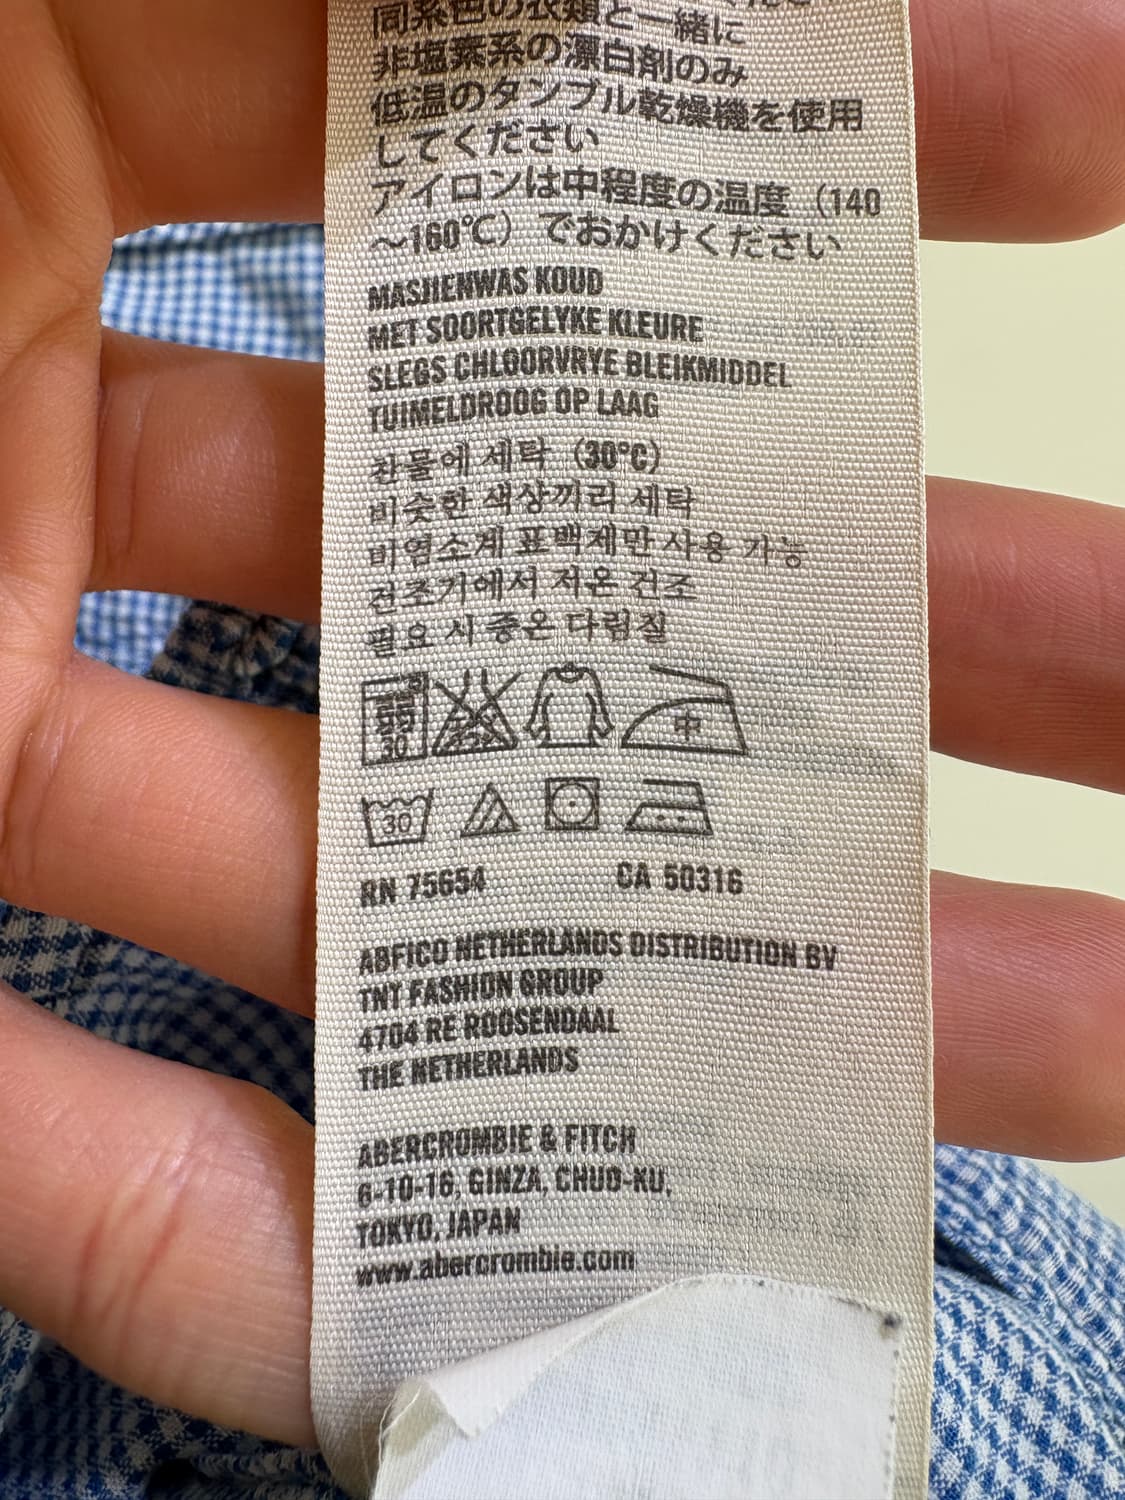 同系色の衣類と一緒に
非塩素系の漂白剤のみ
低温のタンブル乾燥機を使用
してください
アイロンは中程度の温度（140
～160℃）でおかけください
MASJIENWAS KOUD
MET SOORTGELYKE KLEURE
SLEGS CHLOORVRYE BLEIKMIDDEL
TUIMELDROOG OP LAAG
찬물에 세탁 (30°C)
비슷한 색상끼리 세탁
비염소계 표백제만 사용 가능
건조기에서 저온 건조
필요 시 중온 다림질
30 中
30
RN 75654 CA 50316
ABFICO NETHERLANDS DISTRIBUTION BV
TNT FASHION GROUP
4704 RE ROOSENDAAL
THE NETHERLANDS
ABERCROMBIE & FITCH
6-10-16, GINZA, CHUO-KU,
TOKYO, JAPAN
www.abercrombie.com